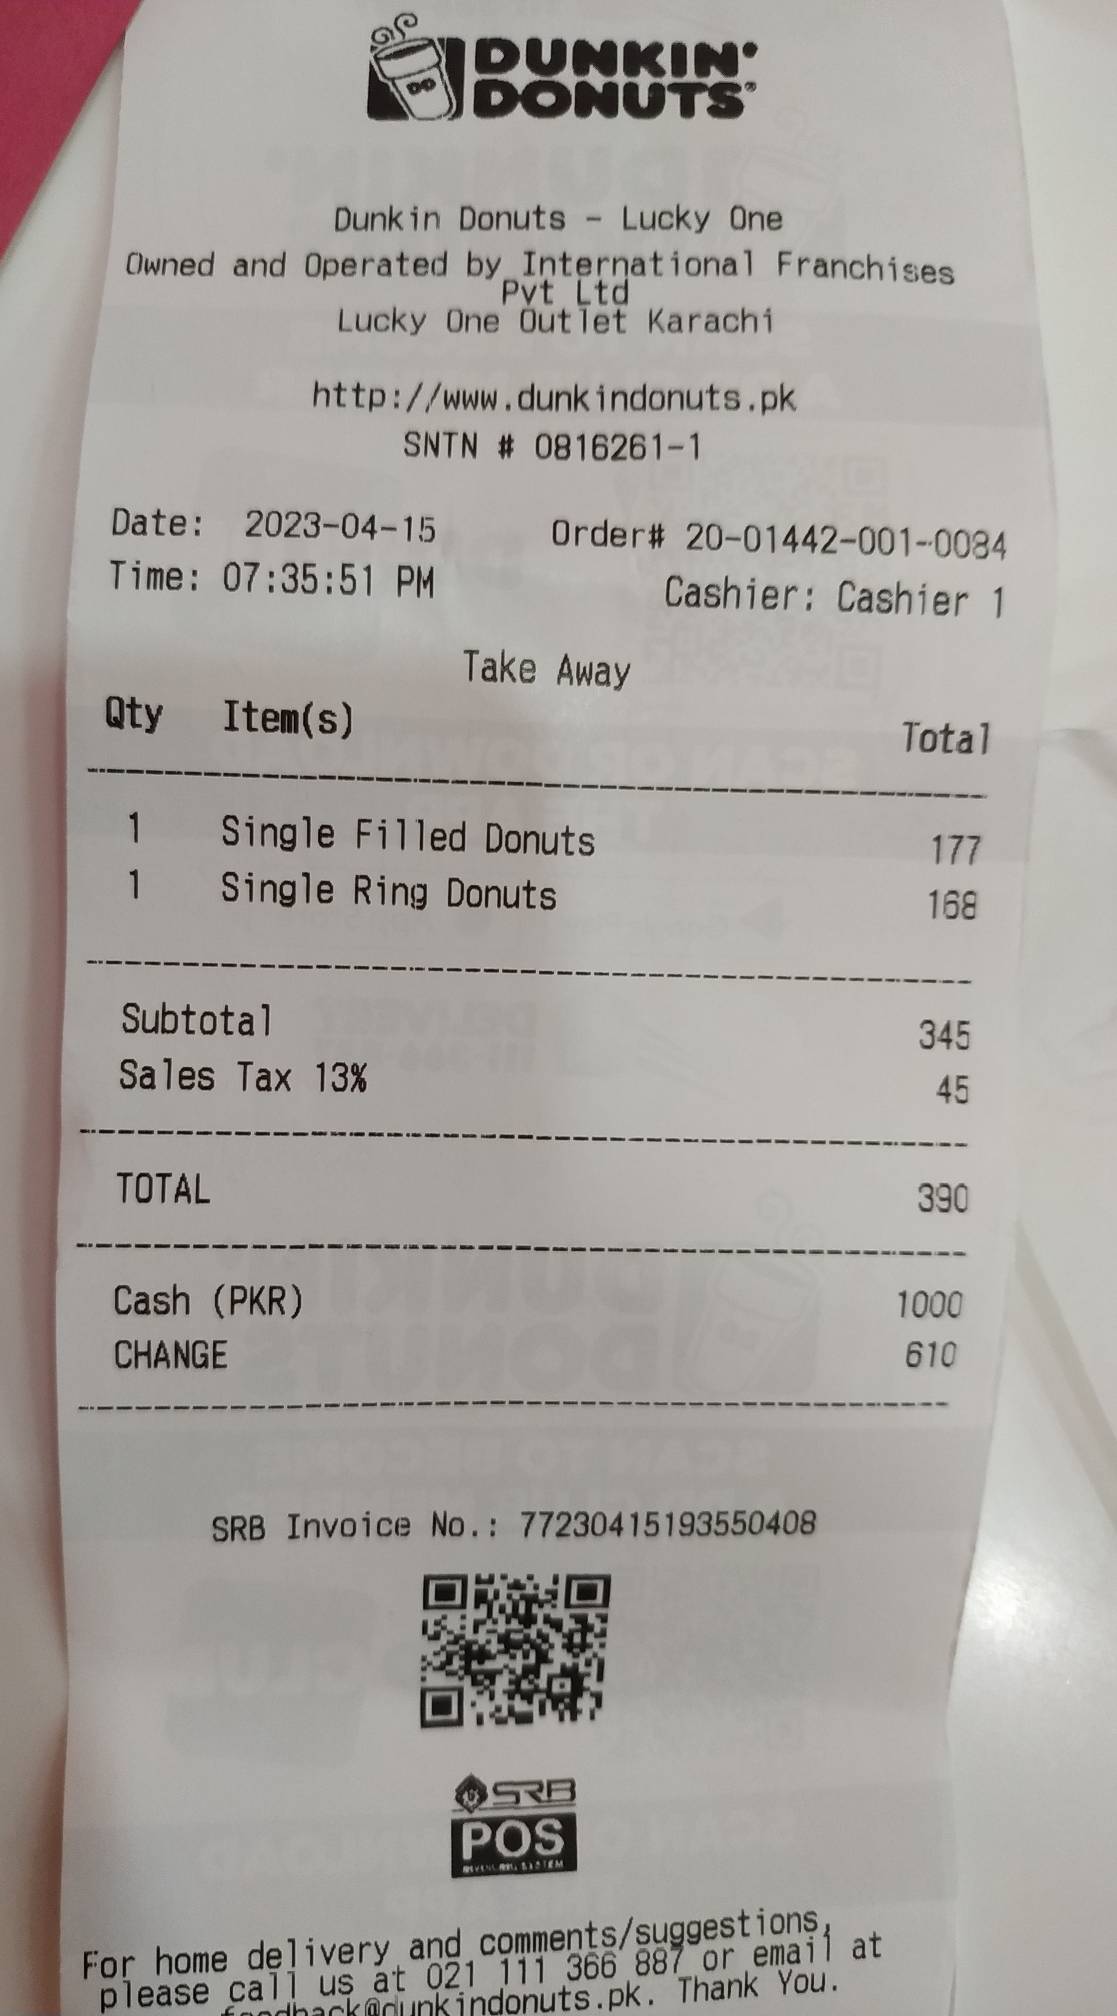 DUNKIN'
DONUTS®
Dunkin Donuts - Lucky One
Owned and Operated by International Franchises
Pvt Ltd
Lucky One Outlet Karachi
http://www.dunkindonuts.pk
SNTN # 0816261-1
Date: 2023-04-15 Order# 20-01442-001-0084
Time: 07:35:51 PM Cashier: Cashier 1
Take Away
Qty Item(s) Total
1 Single Filled Donuts 177
1 Single Ring Donuts 168
Subtotal 345
Sales Tax 13% 45
TOTAL 390
Cash (PKR) 1000
CHANGE 610
SRB Invoice No.: 77230415193550408
SRB
POS
For home delivery and comments/suggestions,
please call us at 021 111 366 887 or email at
feedback@dunkindonuts.pk. Thank You.